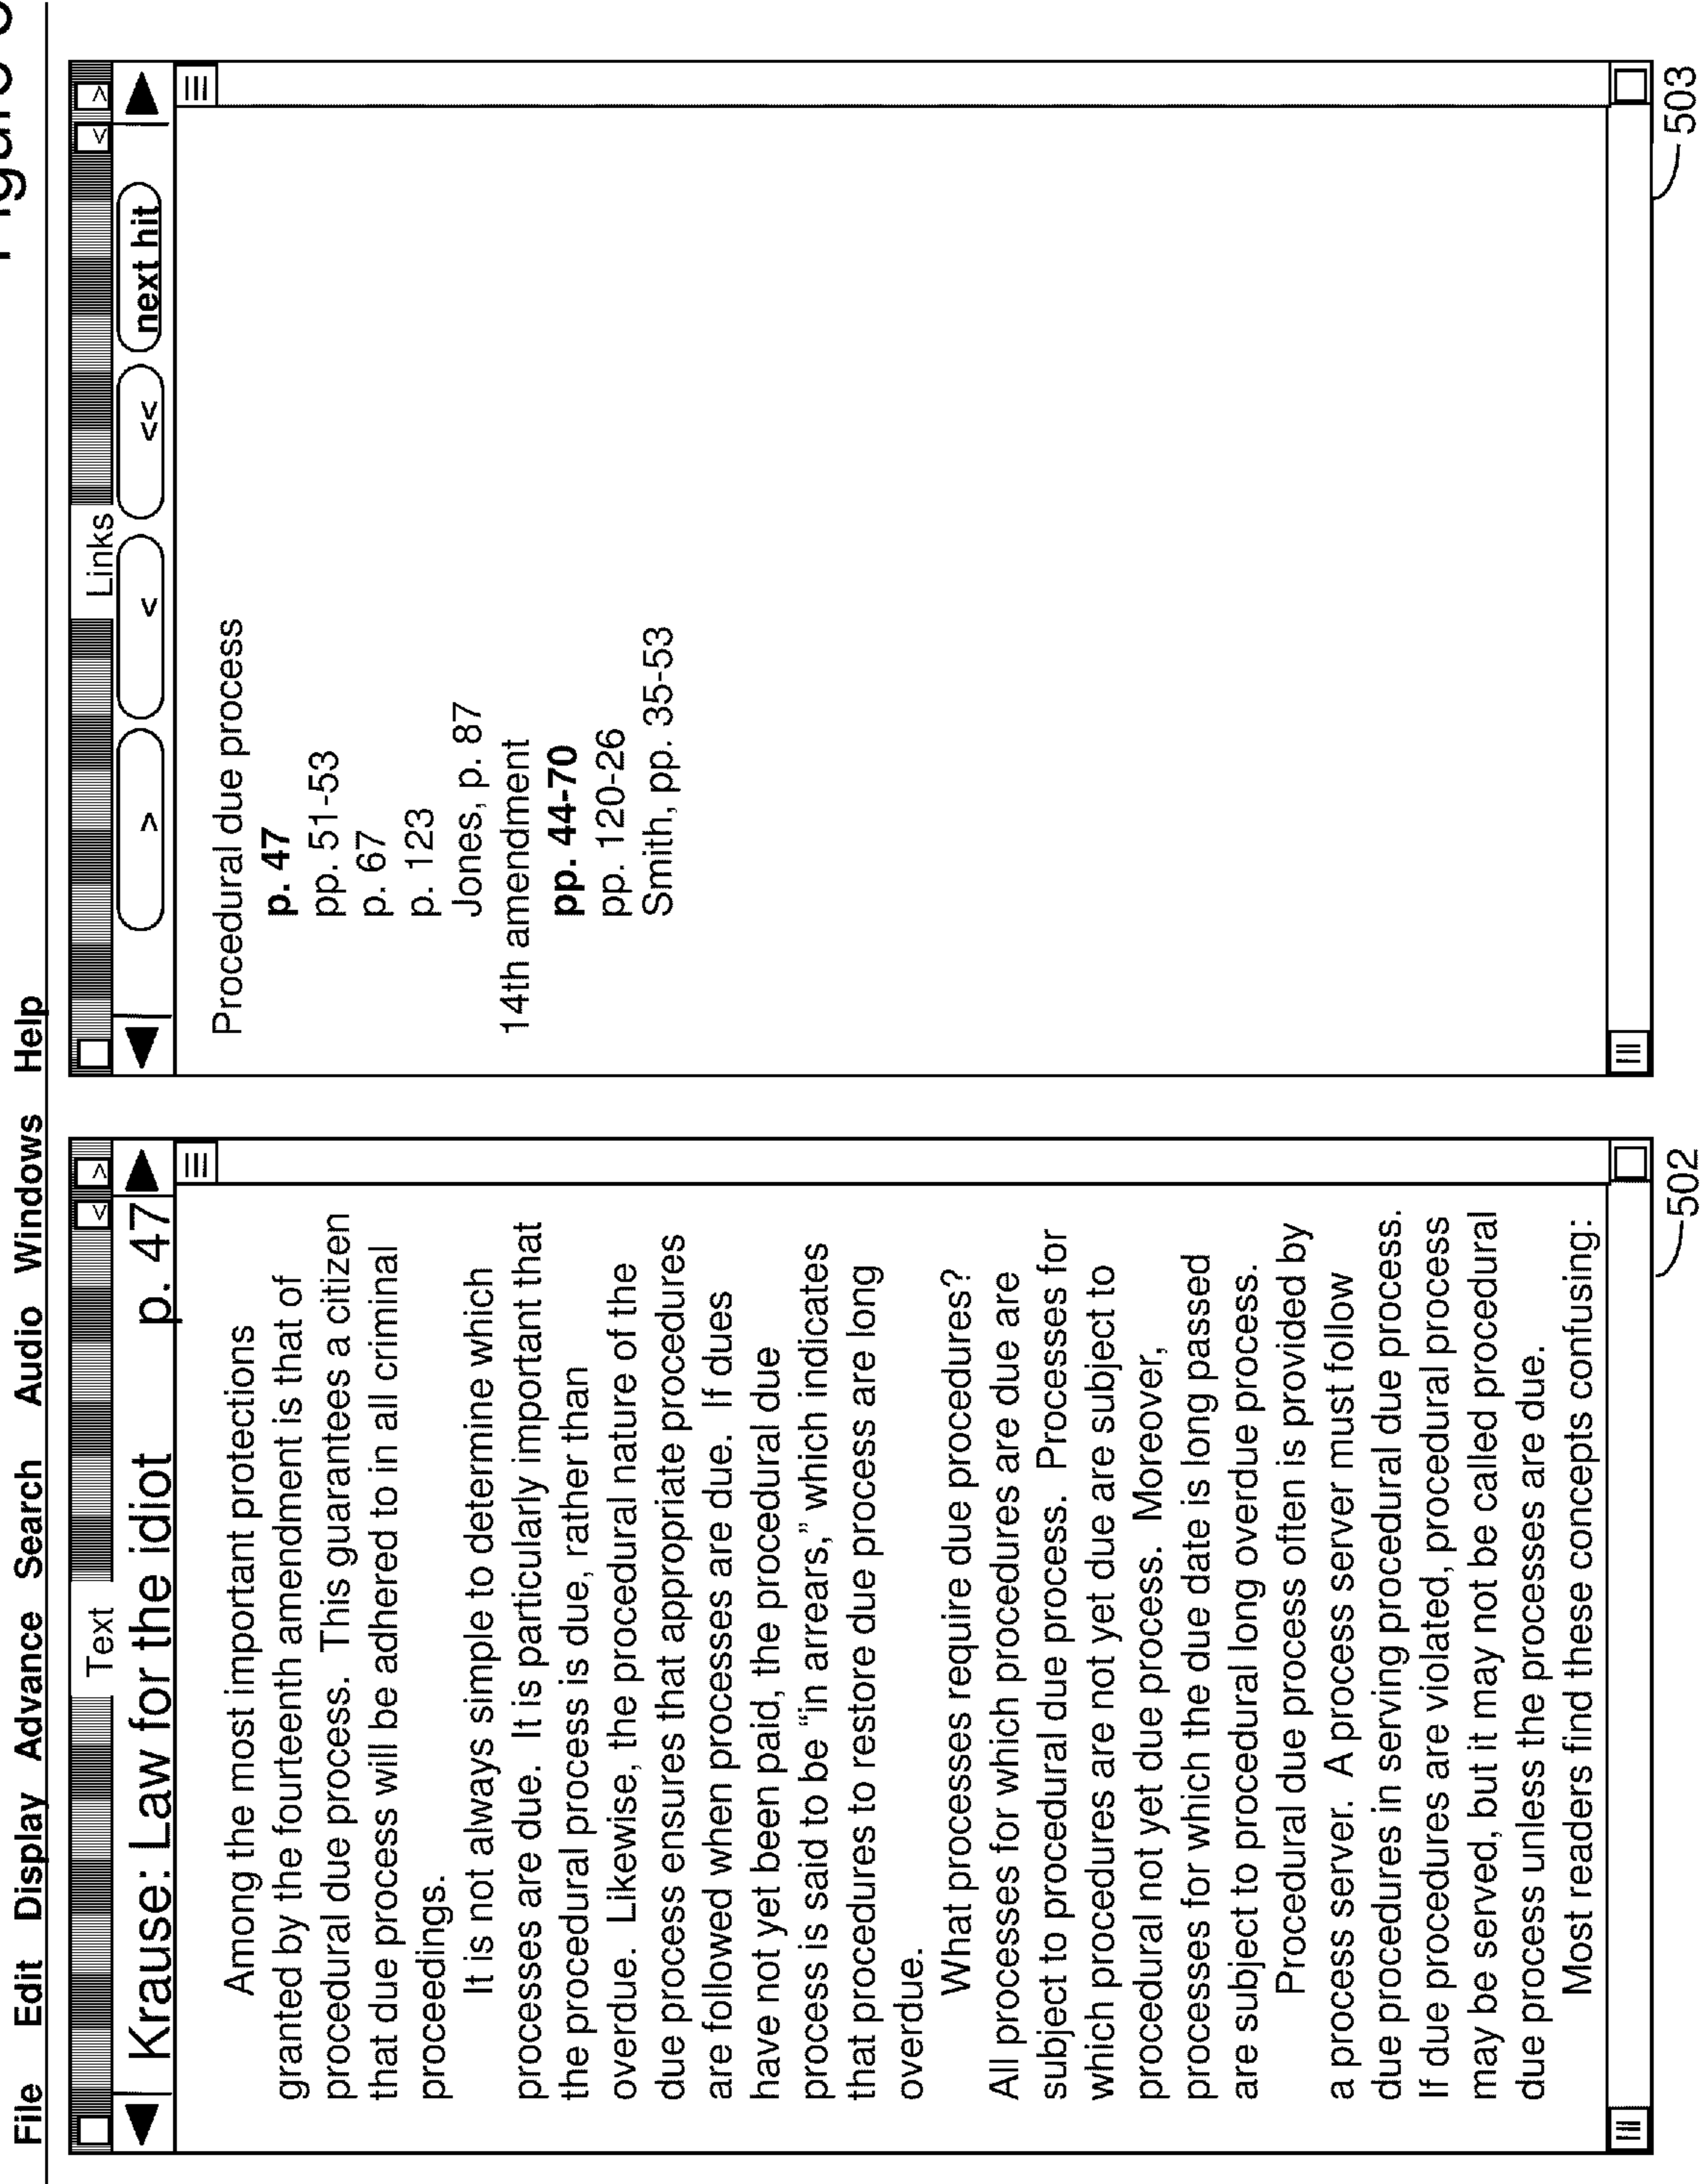 File Edit Display Advance Search Audio Windows Help
Text
Krause: Law for the idiot p. 47
Among the most important protections
granted by the fourteenth amendment is that of
procedural due process. This guarantees a citizen
that due process will be adhered to in all criminal
proceedings.
It is not always simple to determine which
processes are due. It is particularly important that
the procedural process is due, rather than
overdue. Likewise, the procedural nature of the
due process ensures that appropriate procedures
are followed when processes are due. If dues
have not yet been paid, the procedural due
process is said to be “in arrears,” which indicates
that procedures to restore due process are long
overdue.
What processes require due procedures?
All processes for which procedures are due are
subject to procedural due process. Processes for
which procedures are not yet due are subject to
procedural not yet due process. Moreover,
processes for which the due date is long passed
are subject to procedural long overdue process.
Procedural due process often is provided by
a process server. A process server must follow
due procedures in serving procedural due process.
If due procedures are violated, procedural process
may be served, but it may not be called procedural
due process unless the processes are due.
Most readers find these concepts confusing:
502
Links
> < << next hit
Procedural due process
p. 47
pp. 51-53
p. 67
p. 123
Jones, p. 87
14th amendment
pp. 44-70
pp. 120-26
Smith, pp. 35-53
503